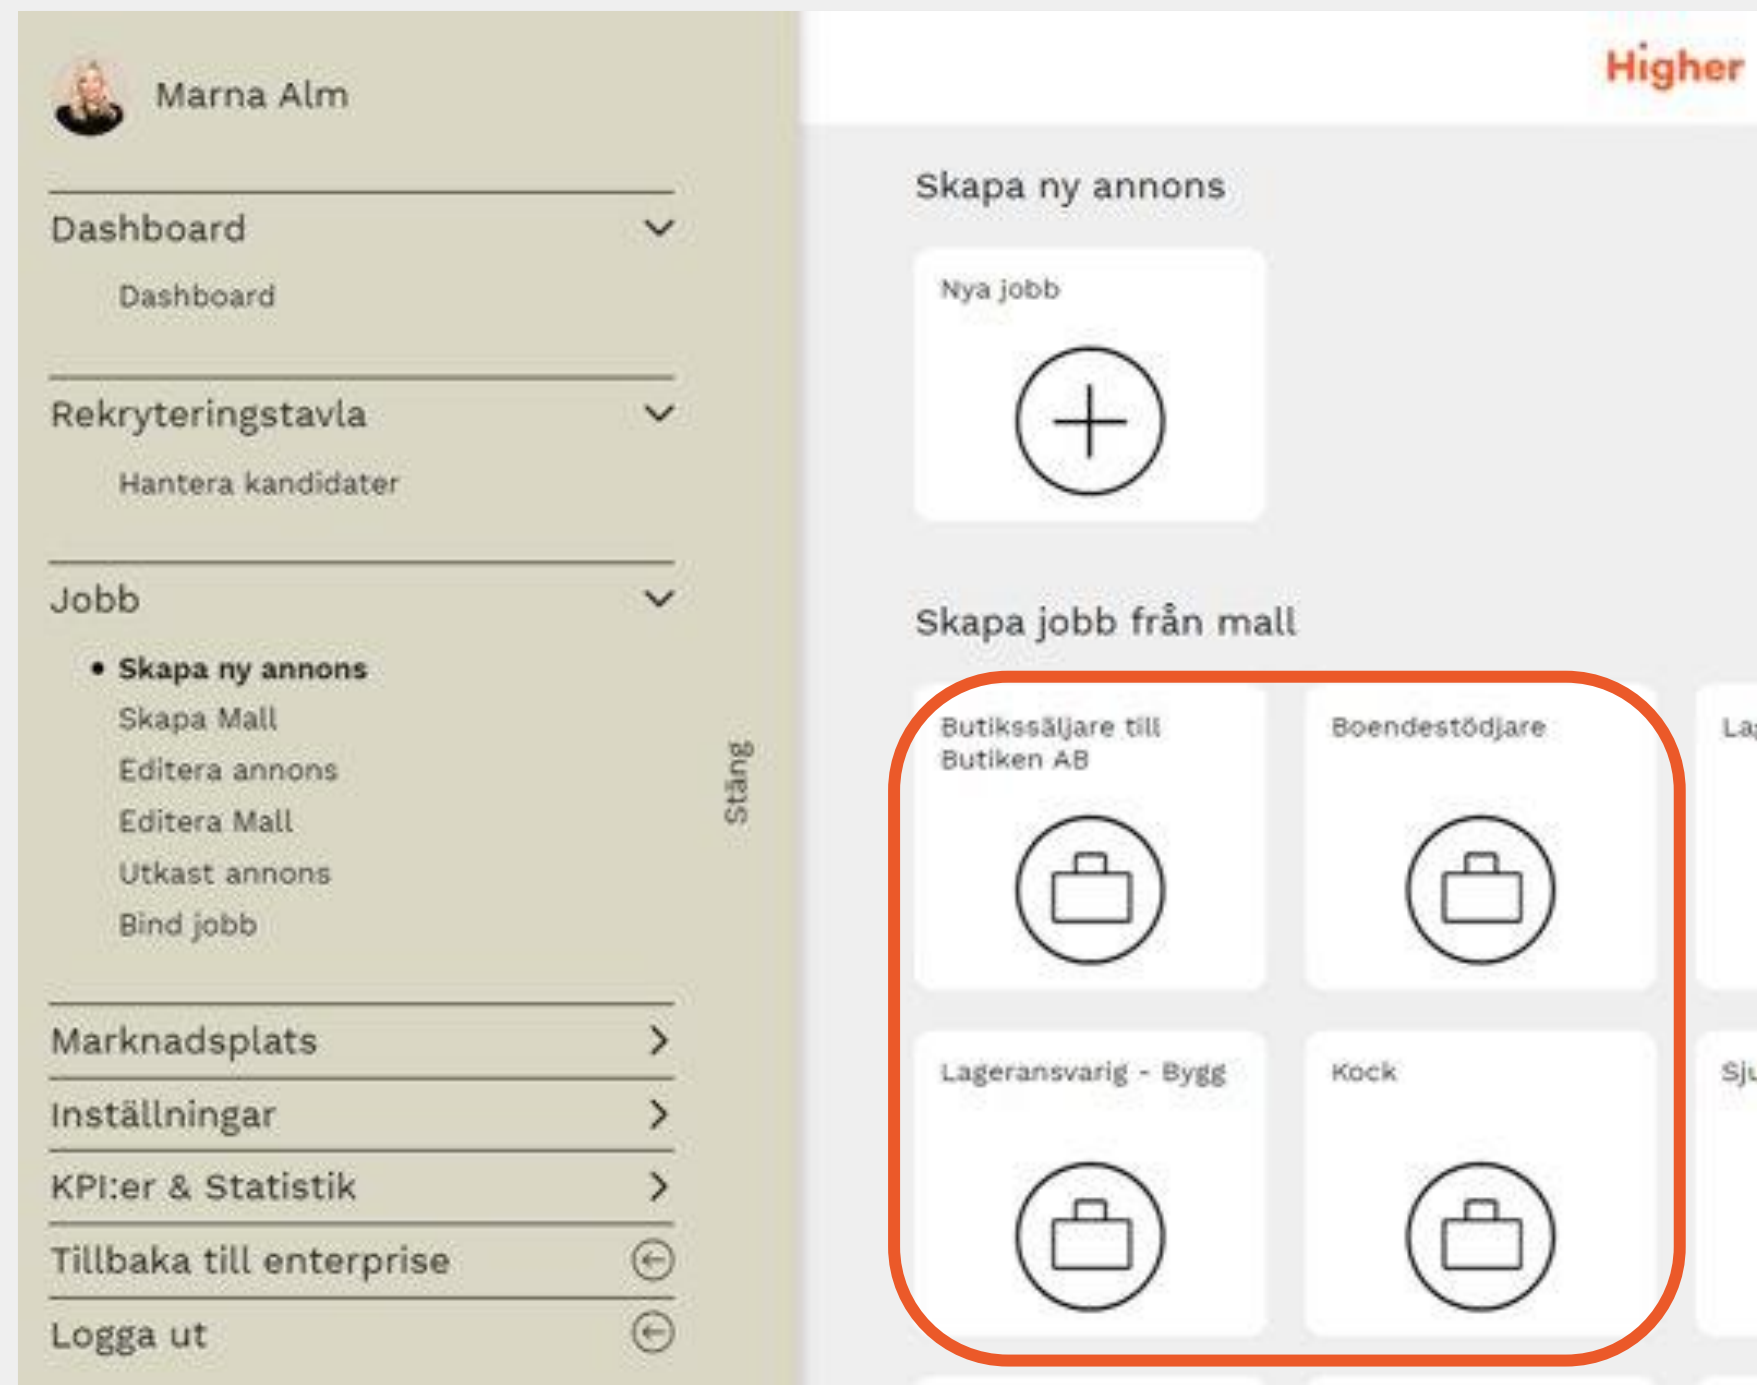 Marna Alm
Dashboard
Dashboard
Rekryteringstavla
Hantera kandidater
Jobb
Skapa ny annons
Skapa Mall
Editera annons
Editera Mall
Utkast annons
Bind jobb
Marknadsplats
Inställningar
KPI:er & Statistik
Tillbaka till enterprise
Logga ut
Stäng
Higher
Skapa ny annons
Nya jobb
Skapa jobb från mall
Butikssäljare till
Butiken AB
Boendestödjare
Lageransvarig - Bygg
Kock